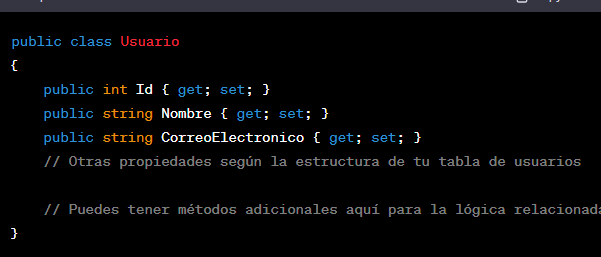 public class Usuario
{
public int Id { get; set; }
public string Nombre { get; set; }
public string CorreoElectronico { get; set; }
// Otras propiedades según la estructura de tu tabla de usuarios
// Puedes tener métodos adicionales aquí para la lógica
}